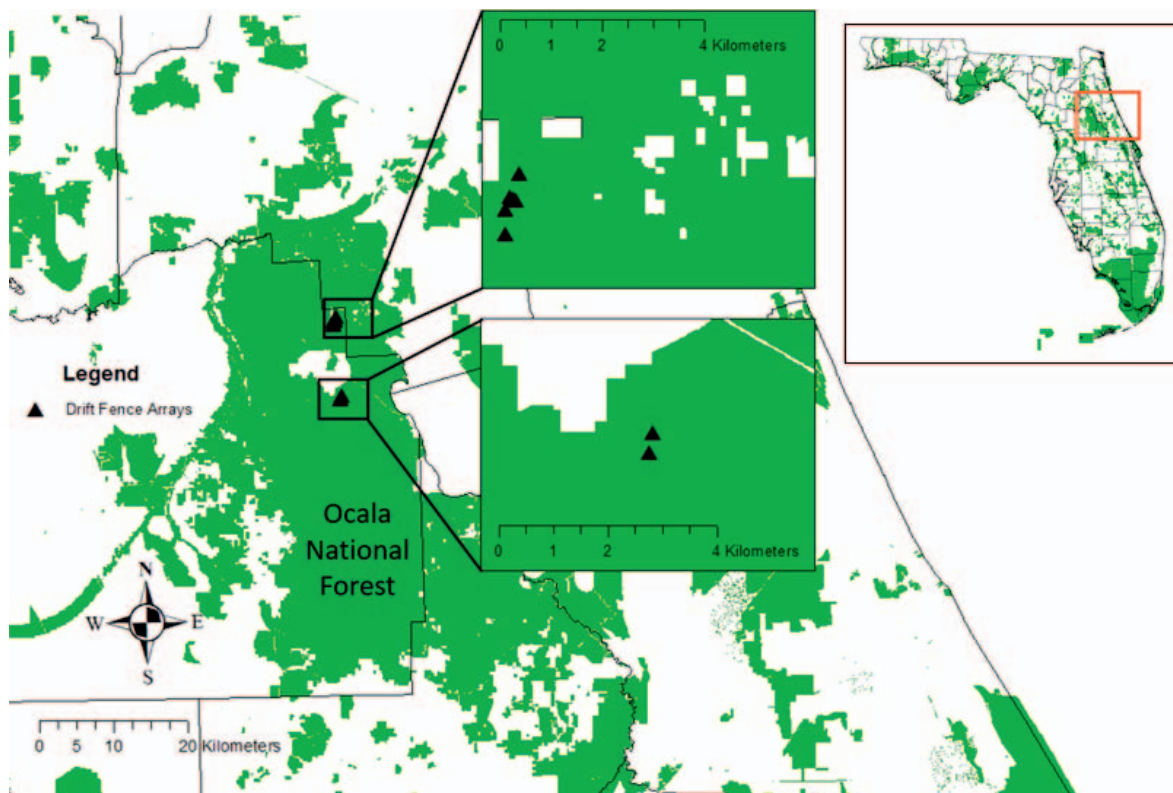 0 1 2 4 Kilometers
Legend
Drift Fence Arrays
0 2 4 Kilometers
Ocala
National
Forest
N
W E
S
0 5 10 20 Kilometers